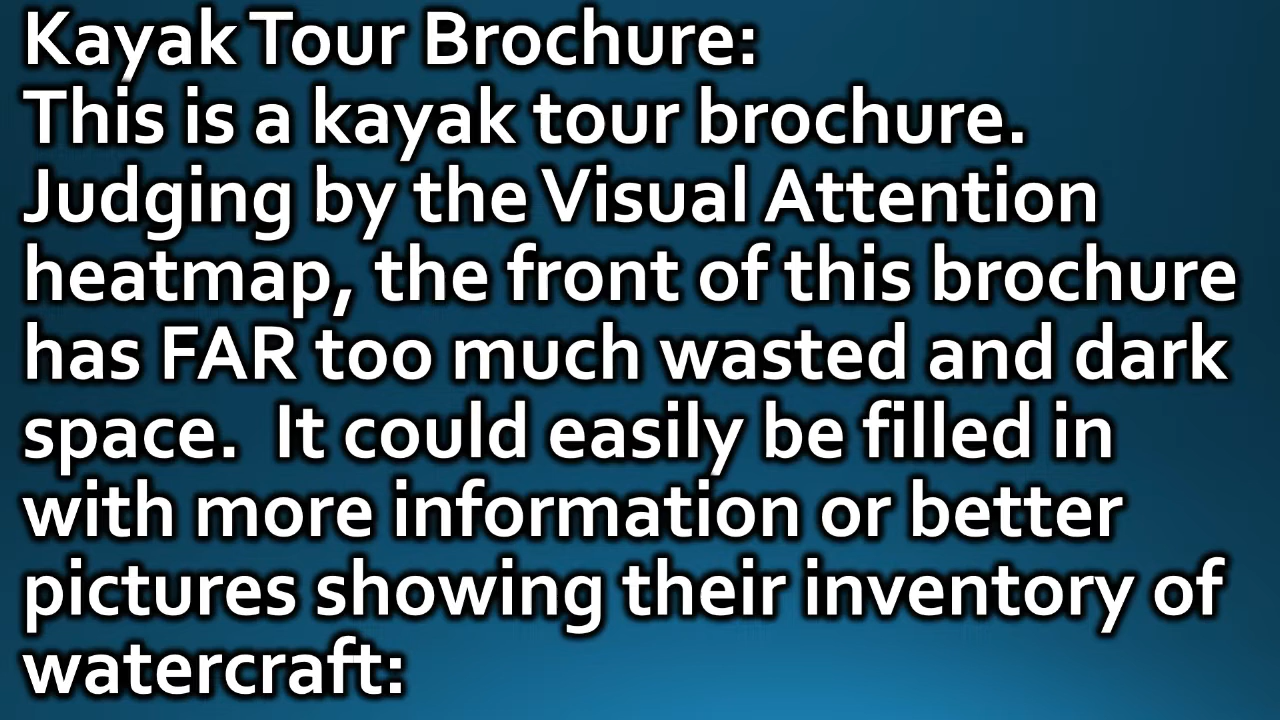 Kayak Tour Brochure:
This is a kayak tour brochure.
Judging by the Visual Attention
heatmap, the front of this brochure
has FAR too much wasted and dark
space.  It could easily be filled in
with more information or better
pictures showing their inventory of
watercraft: